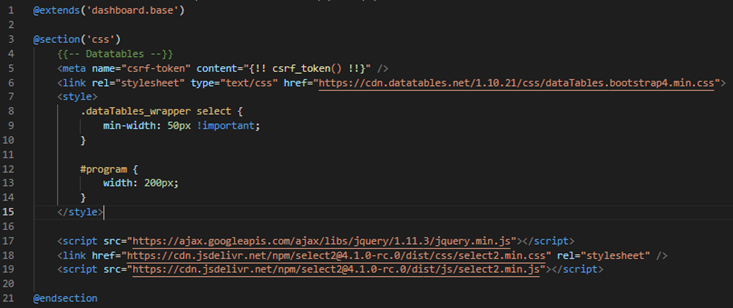 1 @extends('dashboard.base')
2
3 @section('css')
4 {{-- Datatables --}}
5 <meta name="csrf-token" content="{!! csrf_token() !!}" />
6 <link rel="stylesheet" type="text/css" href="https://cdn.datatables.net/1.10.21/css/dataTables.bootstrap4.min.css">
7 <style>
8 .dataTables_wrapper select {
9 min-width: 50px !important;
10 }
11
12 #program {
13 width: 200px;
14 }
15 </style>
16
17 <script src="https://ajax.googleapis.com/ajax/libs/jquery/1.11.3/jquery.min.js"></script>
18 <link href="https://cdn.jsdelivr.net/npm/select2@4.1.0-rc.0/dist/css/select2.min.css" rel="stylesheet" />
19 <script src="https://cdn.jsdelivr.net/npm/select2@4.1.0-rc.0/dist/js/select2.min.js"></script>
20
21 @endsection